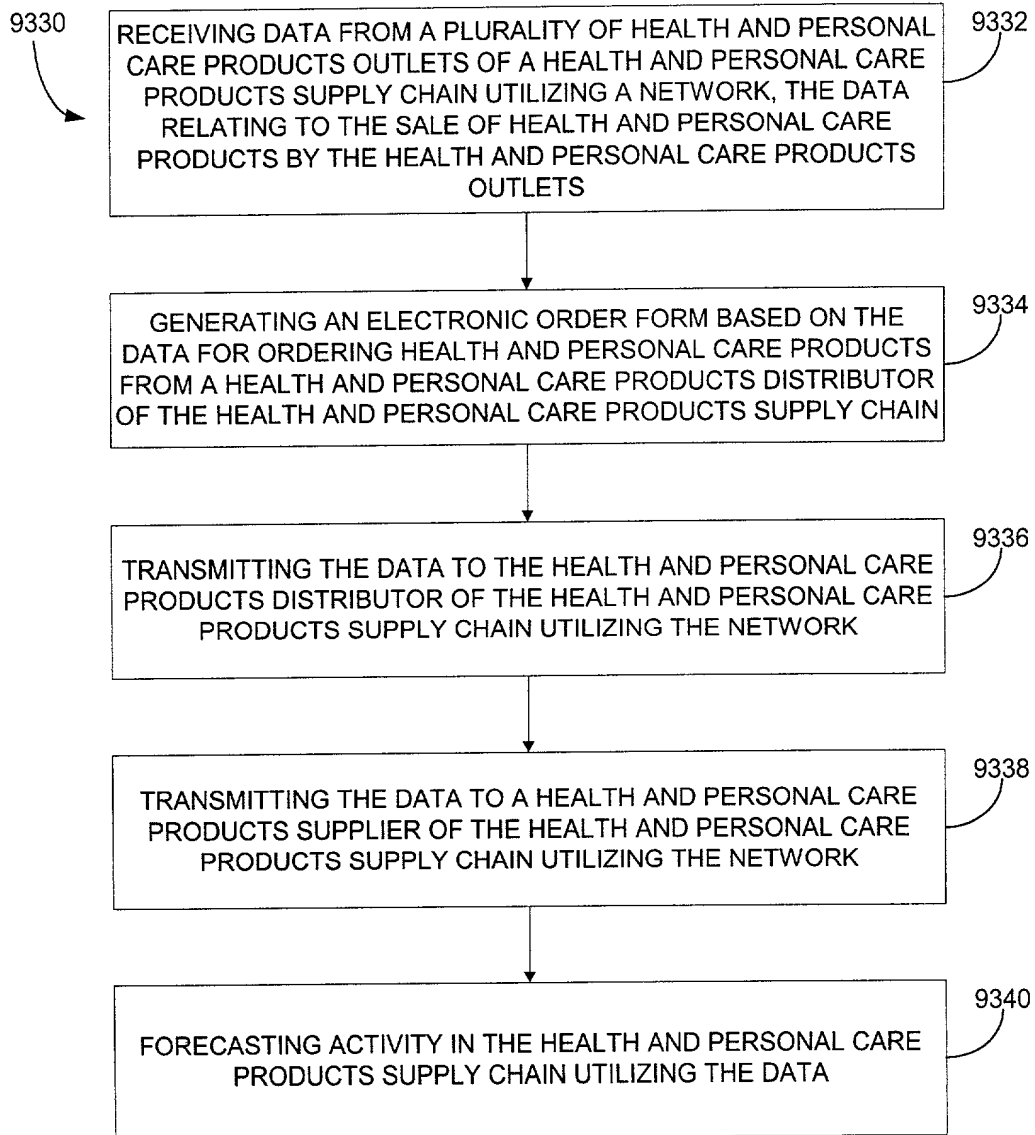 9330
RECEIVING DATA FROM A PLURALITY OF HEALTH AND PERSONAL
CARE PRODUCTS OUTLETS OF A HEALTH AND PERSONAL CARE
PRODUCTS SUPPLY CHAIN UTILIZING A NETWORK, THE DATA
RELATING TO THE SALE OF HEALTH AND PERSONAL CARE
PRODUCTS BY THE HEALTH AND PERSONAL CARE PRODUCTS
OUTLETS
9332
GENERATING AN ELECTRONIC ORDER FORM BASED ON THE
DATA FOR ORDERING HEALTH AND PERSONAL CARE PRODUCTS
FROM A HEALTH AND PERSONAL CARE PRODUCTS DISTRIBUTOR
OF THE HEALTH AND PERSONAL CARE PRODUCTS SUPPLY CHAIN
9334
TRANSMITTING THE DATA TO THE HEALTH AND PERSONAL CARE
PRODUCTS DISTRIBUTOR OF THE HEALTH AND PERSONAL CARE
PRODUCTS SUPPLY CHAIN UTILIZING THE NETWORK
9336
TRANSMITTING THE DATA TO A HEALTH AND PERSONAL CARE
PRODUCTS SUPPLIER OF THE HEALTH AND PERSONAL CARE
PRODUCTS SUPPLY CHAIN UTILIZING THE NETWORK
9338
FORECASTING ACTIVITY IN THE HEALTH AND PERSONAL CARE
PRODUCTS SUPPLY CHAIN UTILIZING THE DATA
9340